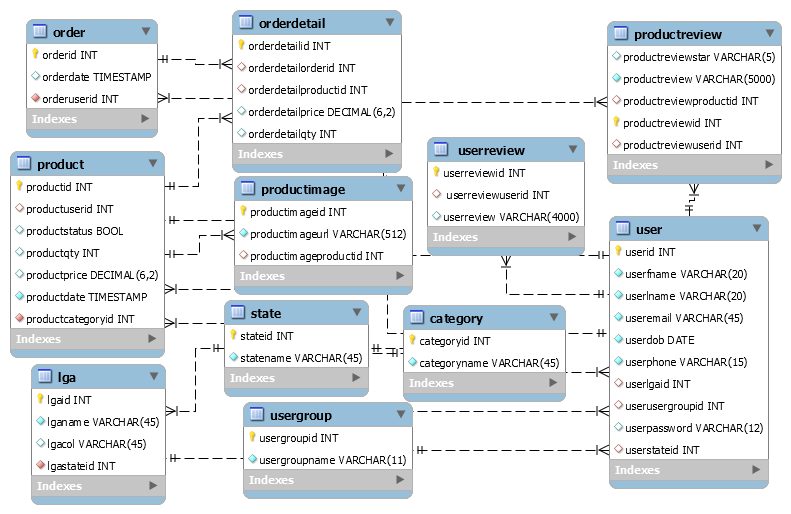 order
orderid INT
orderdate TIMESTAMP
orderuserid INT
Indexes
orderdetail
orderdetailid INT
orderdetailorderid INT
orderdetailproductid INT
orderdetailprice DECIMAL(6,2)
orderdetailqty INT
Indexes
productreview
productreviewstar VARCHAR(5)
productreview VARCHAR(5000)
productreviewproductid INT
productreviewid INT
productreviewuserid INT
Indexes
product
productid INT
productuserid INT
productstatus BOOL
productqty INT
productprice DECIMAL(6,2)
productdate TIMESTAMP
productcategoryid INT
Indexes
productimage
productimageid INT
productimageurl VARCHAR(512)
productimageproductid INT
Indexes
userreview
userreviewid INT
userreviewuserid INT
userreview VARCHAR(4000)
Indexes
user
userid INT
userfname VARCHAR(20)
userlname VARCHAR(20)
useremail VARCHAR(45)
userdob DATE
userphone VARCHAR(15)
userlgaid INT
userusergroupid INT
userpassword VARCHAR(12)
userstateid INT
Indexes
state
stateid INT
statename VARCHAR(45)
Indexes
category
categoryid INT
categoryname VARCHAR(45)
Indexes
lga
lgaid INT
lganame VARCHAR(45)
lgacol VARCHAR(45)
lgastateid INT
Indexes
usergroup
usergroupid INT
usergroupname VARCHAR(11)
Indexes